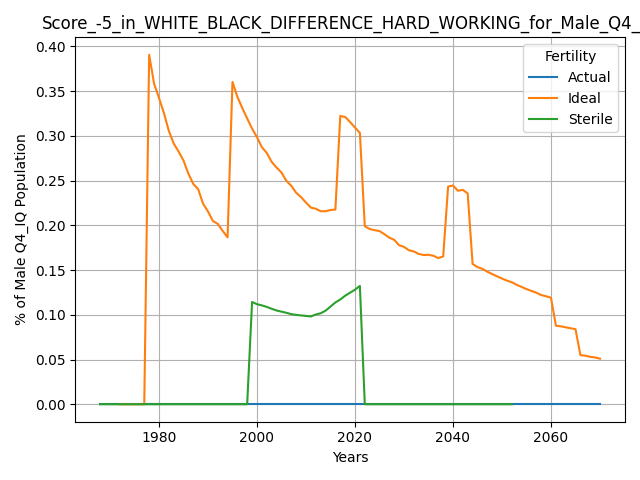 Score_-5_in_WHITE_BLACK_DIFFERENCE_HARD_WORKING_for_Male_Q4_
Fertility
Actual
Ideal
Sterile
% of Male Q4_IQ Population
0.40
0.35
0.30
0.25
0.20
0.15
0.10
0.05
0.00
1980 2000 2020 2040 2060
Years